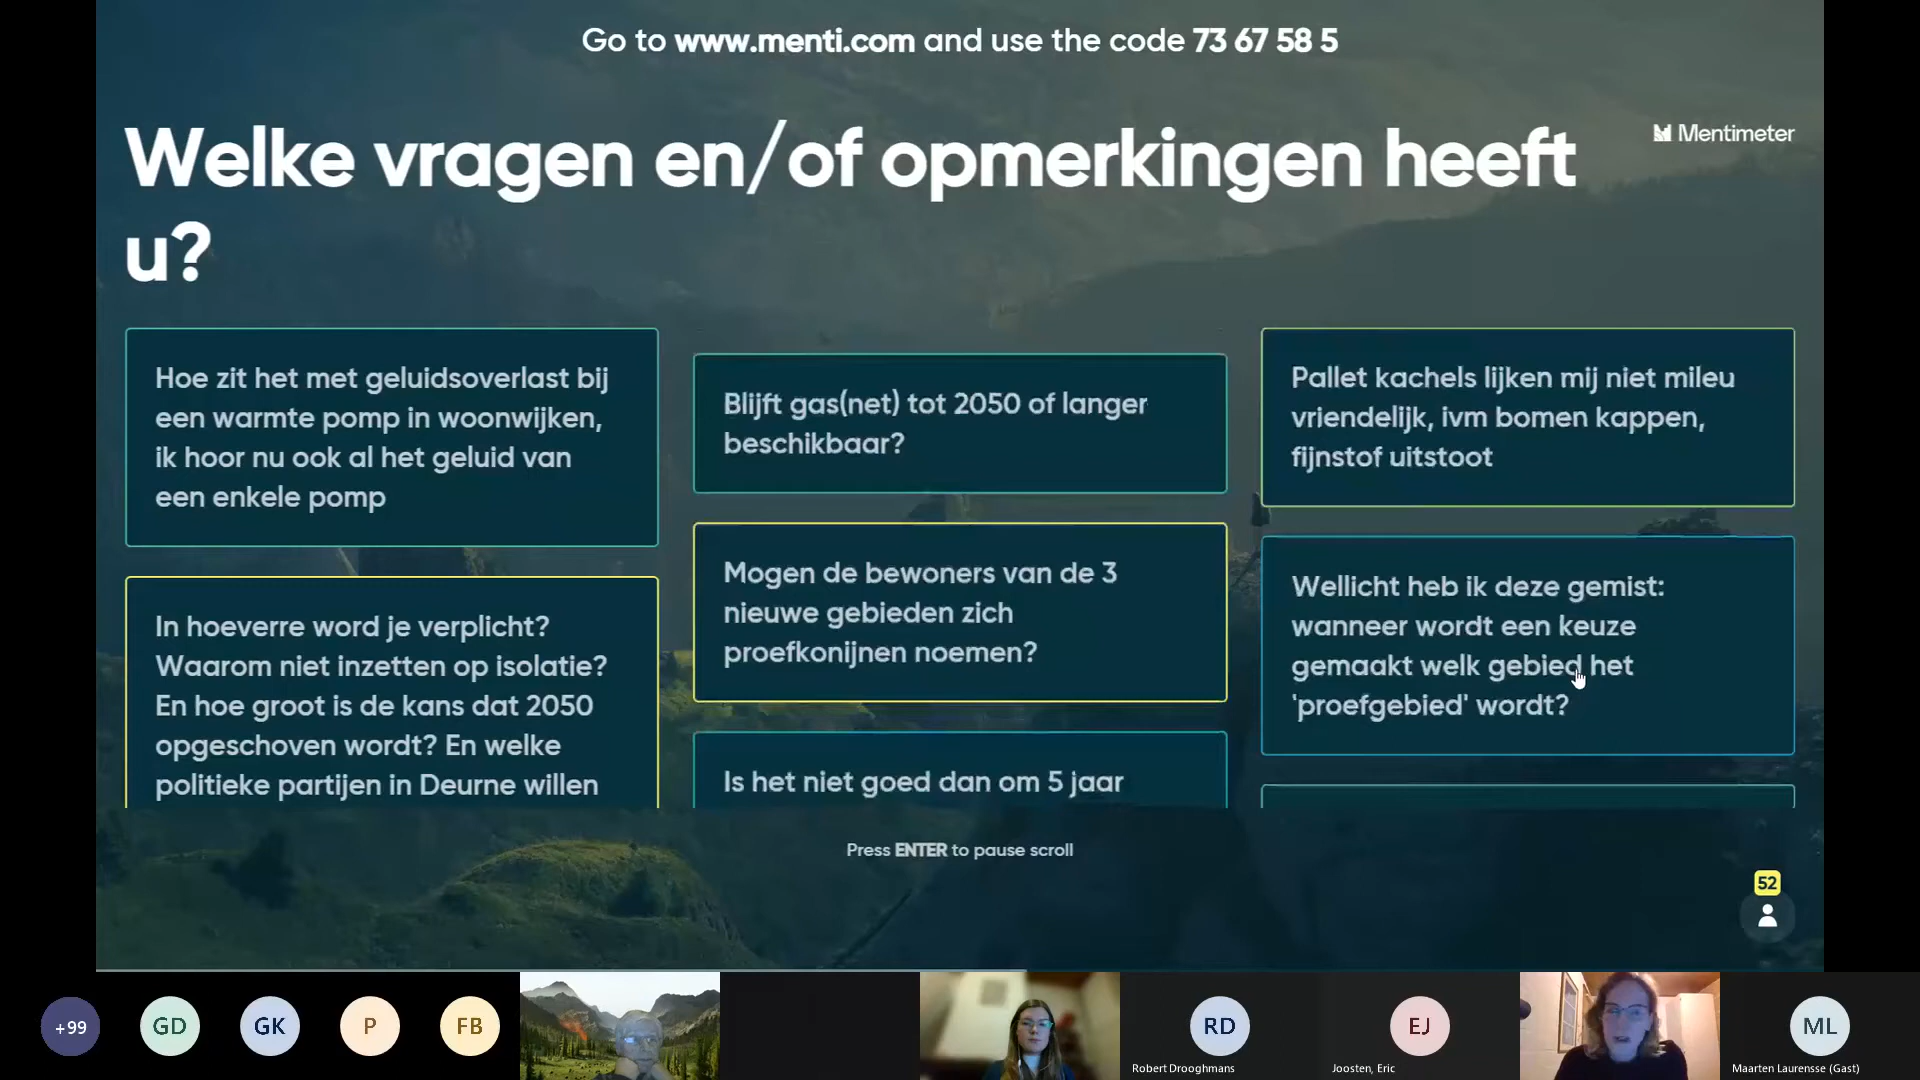 Go to www.menti.com and use the code 73 67 58 5
Mentimeter
Welke vragen en/of opmerkingen heeft
u?
Hoe zit het met geluidsoverlast bij
een warmte pomp in woonwijken,
ik hoor nu ook al het geluid van
een enkele pomp
In hoeverre word je verplicht?
Waarom niet inzetten op isolatie?
En hoe groot is de kans dat 2050
opgeschoven wordt? En welke
politieke partijen in Deurne willen
Blijft gas(net) tot 2050 of langer
beschikbaar?
Mogen de bewoners van de 3
nieuwe gebieden zich
proefkonijnen noemen?
Is het niet goed dan om 5 jaar
Pallet kachels lijken mij niet mileu
vriendelijk, ivm bomen kappen,
fijnstof uitstoot
Wellicht heb ik deze gemist:
wanneer wordt een keuze
gemaakt welk gebied het
'proefgebied' wordt?
Press ENTER to pause scroll
52
+99
GD
GK
P
FB
RD
Robert Drooghmans
EJ
Joosten, Eric
ML
Maarten Laurensse (Gast)